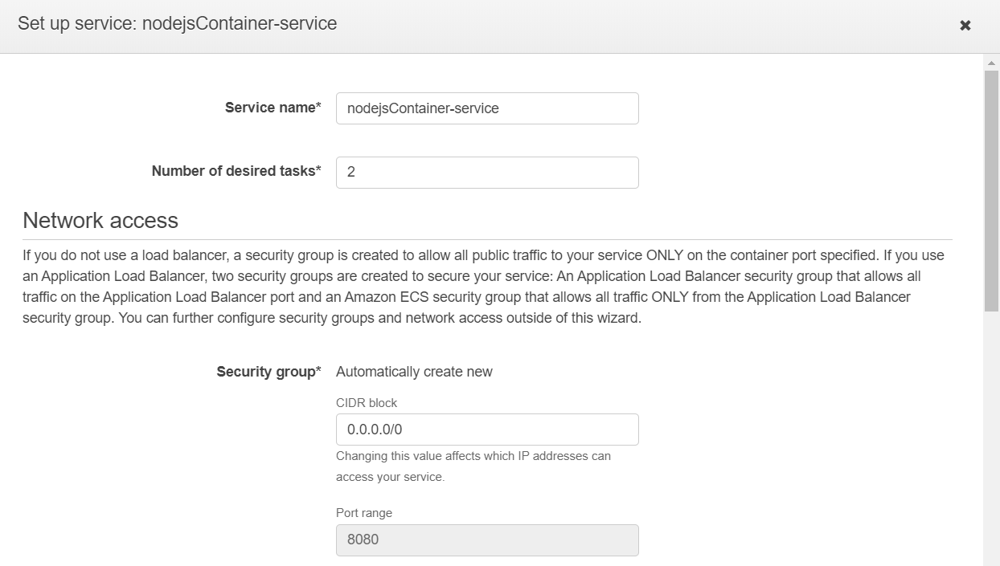 Set up service: nodejsContainer-service
Service name* nodejsContainer-service
Number of desired tasks* 2
Network access
If you do not use a load balancer, a security group is created to allow all public traffic to your service ONLY on the container port specified. If you use
an Application Load Balancer, two security groups are created to secure your service: An Application Load Balancer security group that allows all
traffic on the Application Load Balancer port and an Amazon ECS security group that allows all traffic ONLY from the Application Load Balancer
security group. You can further configure security groups and network access outside of this wizard.
Security group* Automatically create new
CIDR block
0.0.0.0/0
Changing this value affects which IP addresses can
access your service.
Port range
8080